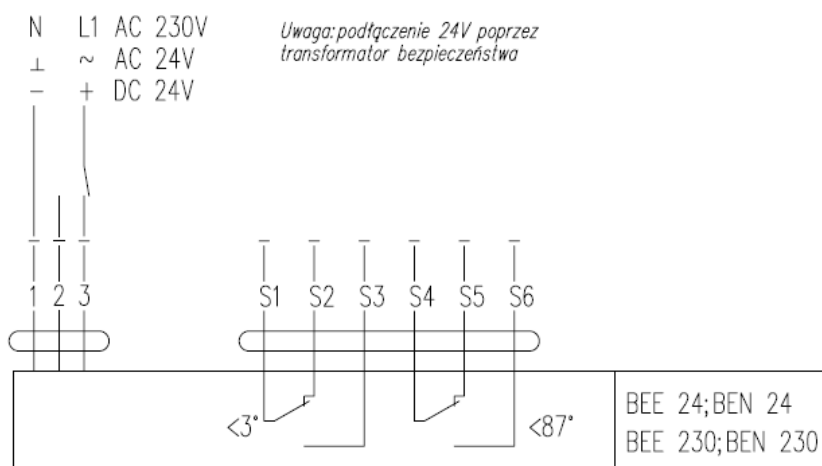 N L1 AC 230V
⊥ ~ AC 24V
− + DC 24V
Uwaga: podłączenie 24V poprzez
transformator bezpieczeństwa
1 2 3 S1 S2 S3 S4 S5 S6
<3° <87°
BEE 24;BEN 24
BEE 230;BEN 230